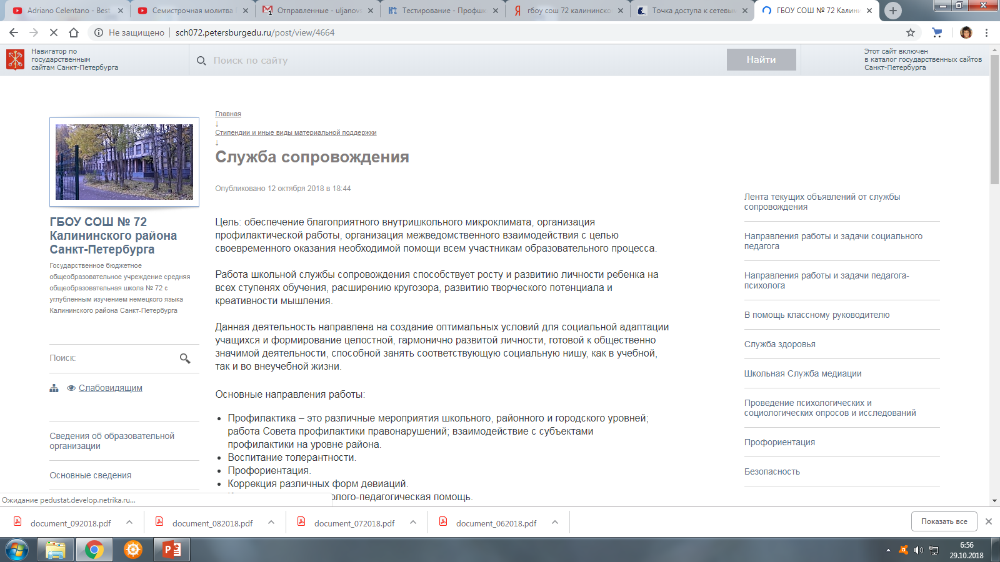 Adriano Celentano - Best
Семистрочная молитва
Отправленные - uljanovs
Тестирование - Профшк
гбоу сош 72 калининско
Точка доступа к сетевым
ГБОУ СОШ № 72 Калини
Не защищено
sch072.petersburgedu.ru/post/view/4664
Навигатор по
государственным
сайтам Санкт-Петербурга
Поиск по сайту
Найти
Этот сайт включен
в каталог государственных сайтов
Санкт-Петербурга
ГБОУ СОШ № 72
Калининского района
Санкт-Петербурга
Государственное бюджетное
общеобразовательное учреждение средняя
общеобразовательная школа № 72 с
углубленным изучением немецкого языка
Калининского района Санкт-Петербурга
Поиск:
Слабовидящим
Сведения об образовательной
организации
Основные сведения
Главная
↓
Стипендии и иные виды материальной поддержки
↓
Служба сопровождения
Опубликовано 12 октября 2018 в 18:44
Цель: обеспечение благоприятного внутришкольного микроклимата, организация
профилактической работы, организация межведомственного взаимодействия с целью
своевременного оказания необходимой помощи всем участникам образовательного процесса.
Работа школьной службы сопровождения способствует росту и развитию личности ребенка на
всех ступенях обучения, расширению кругозора, развитию творческого потенциала и
креативности мышления.
Данная деятельность направлена на создание оптимальных условий для социальной адаптации
учащихся и формирование целостной, гармонично развитой личности, готовой к общественно
значимой деятельности, способной занять соответствующую социальную нишу, как в учебной,
так и во внеучебной жизни.
Основные направления работы:
• Профилактика – это различные мероприятия школьного, районного и городского уровней;
работа Совета профилактики правонарушений; взаимодействие с субъектами
профилактики на уровне района.
• Воспитание толерантности.
• Профориентация.
• Коррекция различных форм девиаций.
олого-педагогическая помощь.
Лента текущих объявлений от службы
сопровождения
Направления работы и задачи социального
педагога
Направления работы и задачи педагога-
психолога
В помощь классному руководителю
Служба здоровья
Школьная Служба медиации
Проведение психологических и
социологических опросов и исследований
Профориентация
Безопасность
Ожидание pedustat.develop.netrika.ru...
document_092018.pdf
document_082018.pdf
document_072018.pdf
document_062018.pdf
Показать все
6:56
29.10.2018